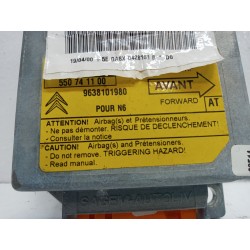 550 74 11 00
9638101980
POUR N6
AVANT
FORWARD
AT
ATTENTION! Airbag(s) et Prétensionneurs.
- Ne pas démonter. RISQUE DE DECLENCHEMENT!
- Consulter la notice
CAUTION! Airbag(s) and Pretensioners.
- Do not remove. TRIGGERING HAZARD!
- Read manual.